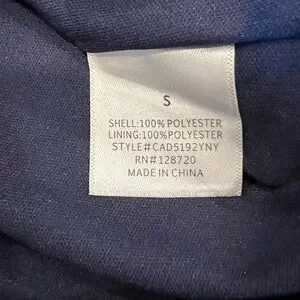 S
SHELL:100%POLYESTER
LINING:100%POLYESTER
STYLE#CAD5192YNY
RN#128720
MADE IN CHINA